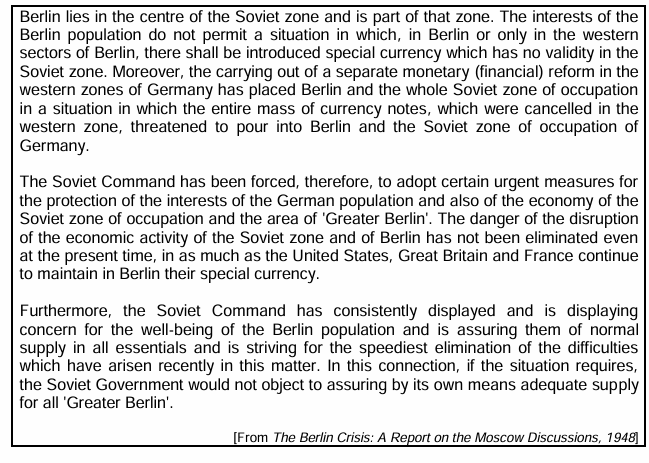 Berlin lies in the centre of the Soviet zone and is part of that zone. The interests of the
Berlin population do not permit a situation in which, in Berlin or only in the western
sectors of Berlin, there shall be introduced special currency which has no validity in the
Soviet zone. Moreover, the carrying out of a separate monetary (financial) reform in the
western zones of Germany has placed Berlin and the whole Soviet zone of occupation
in a situation in which the entire mass of currency notes, which were cancelled in the
western zone, threatened to pour into Berlin and the Soviet zone of occupation of
Germany.
The Soviet Command has been forced, therefore, to adopt certain urgent measures for
the protection of the interests of the German population and also of the economy of the
Soviet zone of occupation and the area of 'Greater Berlin'. The danger of the disruption
of the economic activity of the Soviet zone and of Berlin has not been eliminated even
at the present time, in as much as the United States, Great Britain and France continue
to maintain in Berlin their special currency.
Furthermore, the Soviet Command has consistently displayed and is displaying
concern for the well-being of the Berlin population and is assuring them of normal
supply in all essentials and is striving for the speediest elimination of the difficulties
which have arisen recently in this matter. In this connection, if the situation requires,
the Soviet Government would not object to assuring by its own means adequate supply
for all 'Greater Berlin'.
[From The Berlin Crisis: A Report on the Moscow Discussions, 1948]